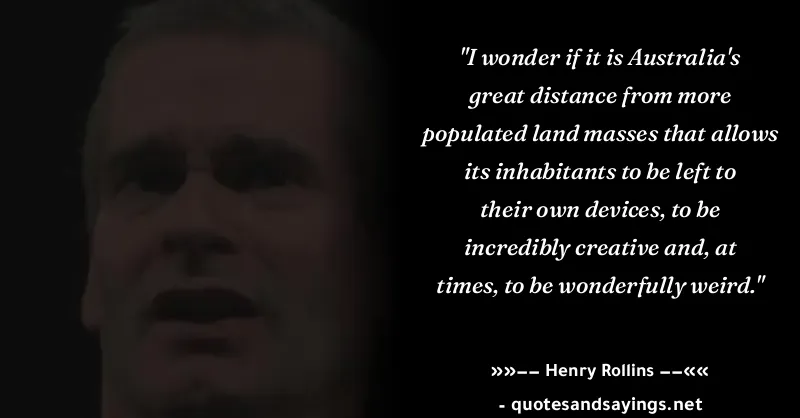 "I wonder if it is Australia's
great distance from more
populated land masses that allows
its inhabitants to be left to
their own devices, to be
incredibly creative and, at
times, to be wonderfully weird."
»»−− Henry Rollins −−««
- quotesandsayings.net